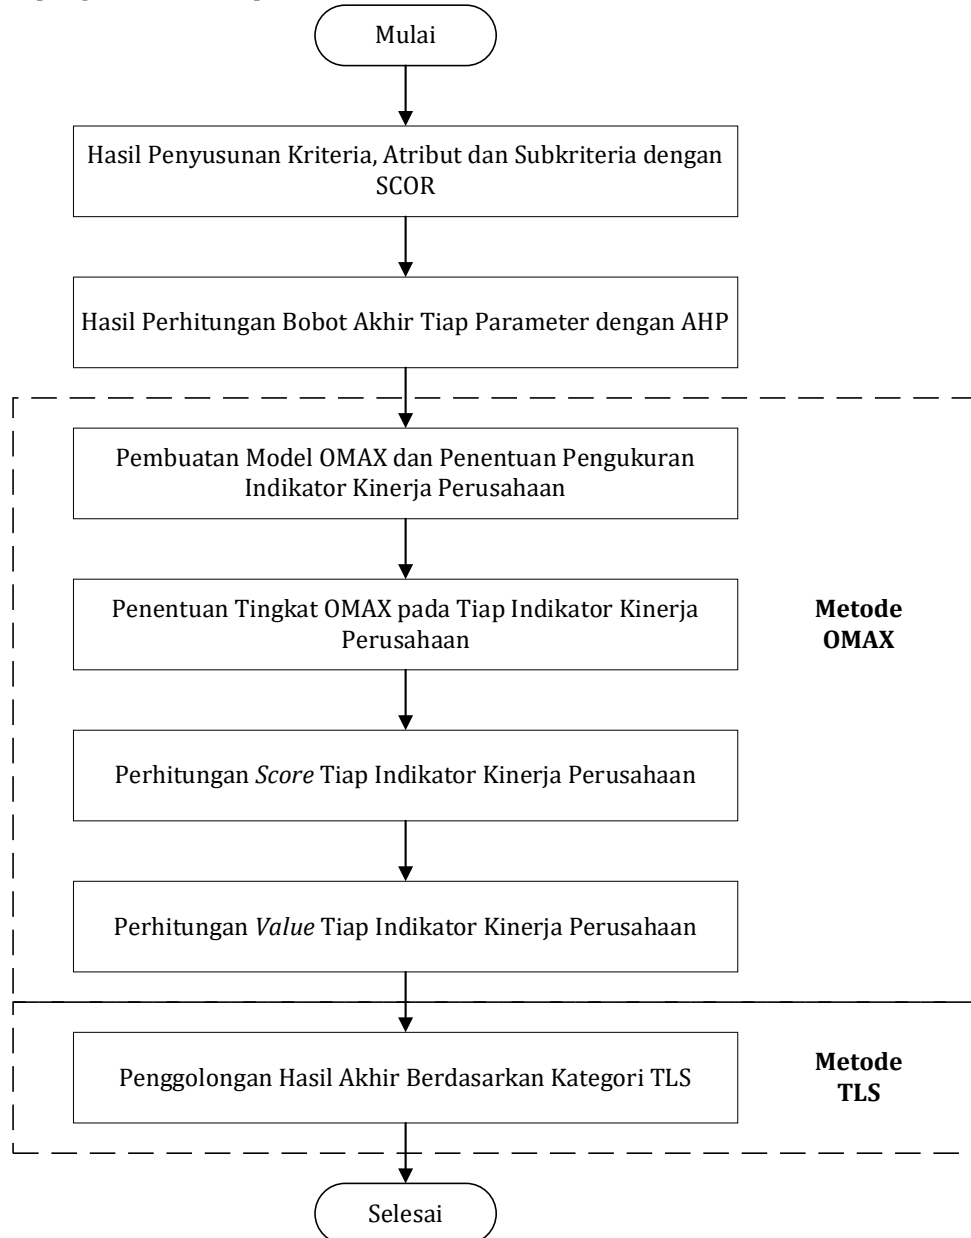 Mulai
Hasil Penyusunan Kriteria, Atribut dan Subkriteria dengan
SCOR
Hasil Perhitungan Bobot Akhir Tiap Parameter dengan AHP
Pembuatan Model OMAX dan Penentuan Pengukuran
Indikator Kinerja Perusahaan
Penentuan Tingkat OMAX pada Tiap Indikator Kinerja
Perusahaan
Metode
OMAX
Perhitungan Score Tiap Indikator Kinerja Perusahaan
Perhitungan Value Tiap Indikator Kinerja Perusahaan
Penggolongan Hasil Akhir Berdasarkan Kategori TLS
Metode
TLS
Selesai